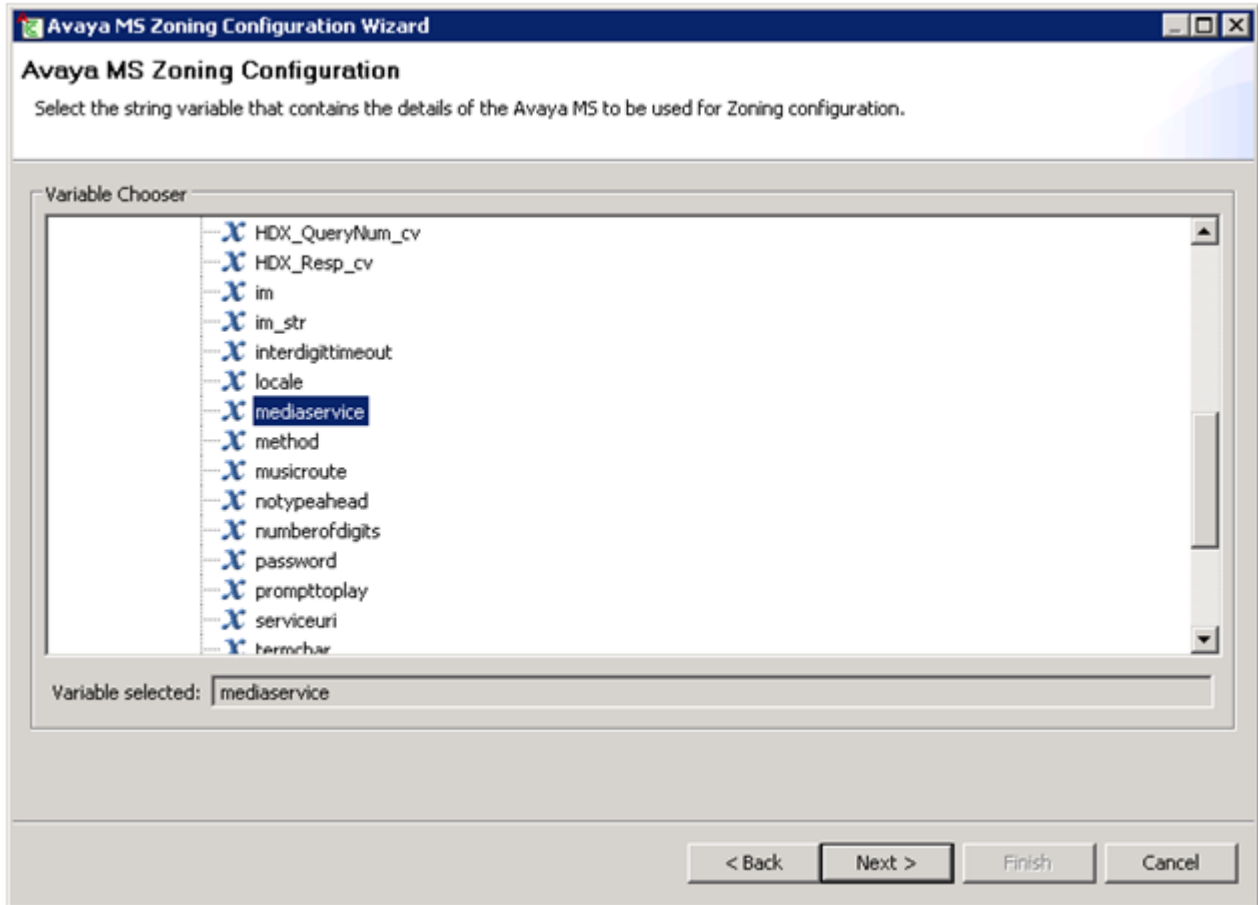 Avaya MS Zoning Configuration Wizard
Avaya MS Zoning Configuration
Select the string variable that contains the details of the Avaya MS to be used for Zoning configuration.
Variable Chooser
HDX_QueryNum_cv
HDX_Resp_cv
im
im_str
interdigittimeout
locale
mediaservice
method
musicroute
notypeahead
numberofdigits
password
prompttoplay
serviceuri
termchar
Variable selected: mediaservice
< Back Next > Finish Cancel